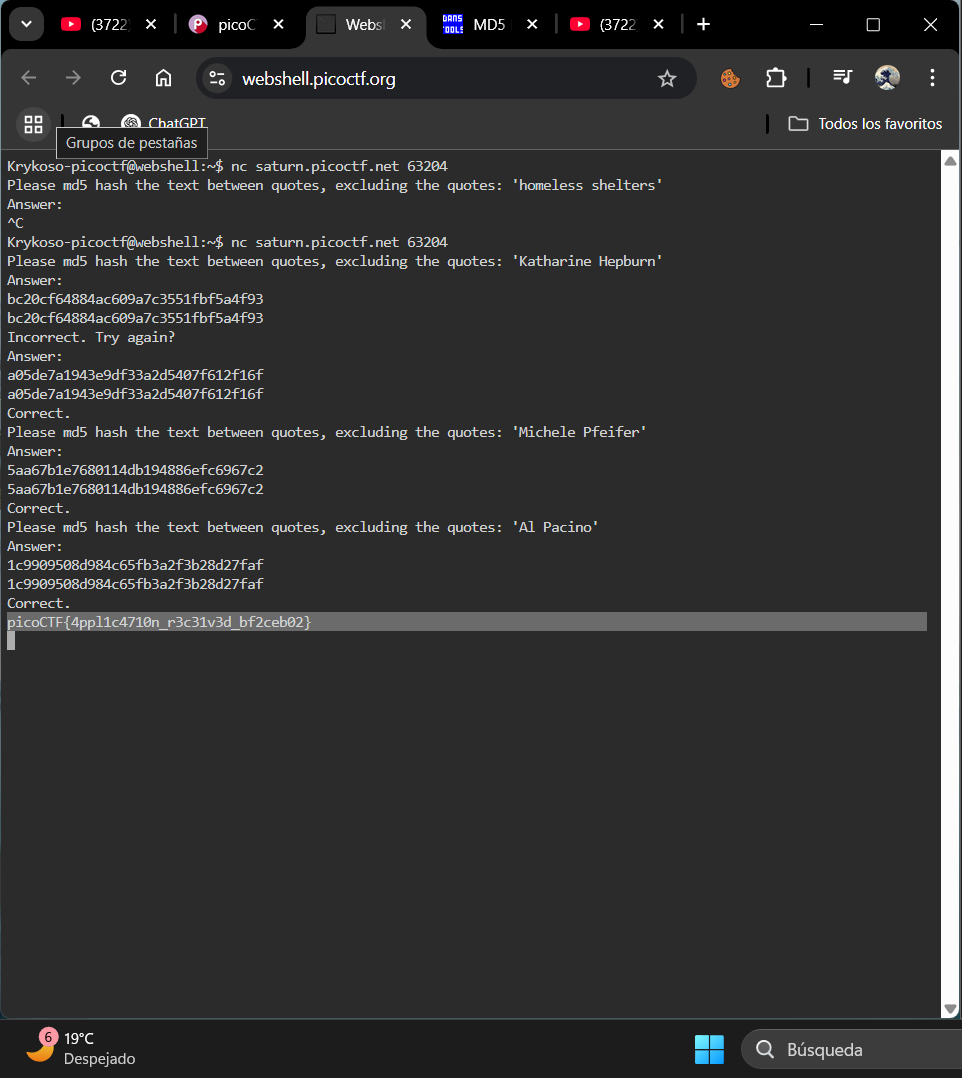 (3722
picoC
Websh
MD5
(3722
webshell.picoctf.org
ChatGPT
Todos los favoritos
Grupos de pestañas
Krykoso-picoctf@webshell:~$ nc saturn.picoctf.net 63204
Please md5 hash the text between quotes, excluding the quotes: 'homeless shelters'
Answer:
^C
Krykoso-picoctf@webshell:~$ nc saturn.picoctf.net 63204
Please md5 hash the text between quotes, excluding the quotes: 'Katharine Hepburn'
Answer:
bc20cf64884ac609a7c3551fbf5a4f93
bc20cf64884ac609a7c3551fbf5a4f93
Incorrect. Try again?
Answer:
a05de7a1943e9df33a2d5407f612f16f
a05de7a1943e9df33a2d5407f612f16f
Correct.
Please md5 hash the text between quotes, excluding the quotes: 'Michele Pfeifer'
Answer:
5aa67b1e7680114db194886efc6967c2
5aa67b1e7680114db194886efc6967c2
Correct.
Please md5 hash the text between quotes, excluding the quotes: 'Al Pacino'
Answer:
1c9909508d984c65fb3a2f3b28d27faf
1c9909508d984c65fb3a2f3b28d27faf
Correct.
picoCTF{4ppl1c4710n_r3c31v3d_bf2ceb02}
6
19°C
Despejado
Búsqueda